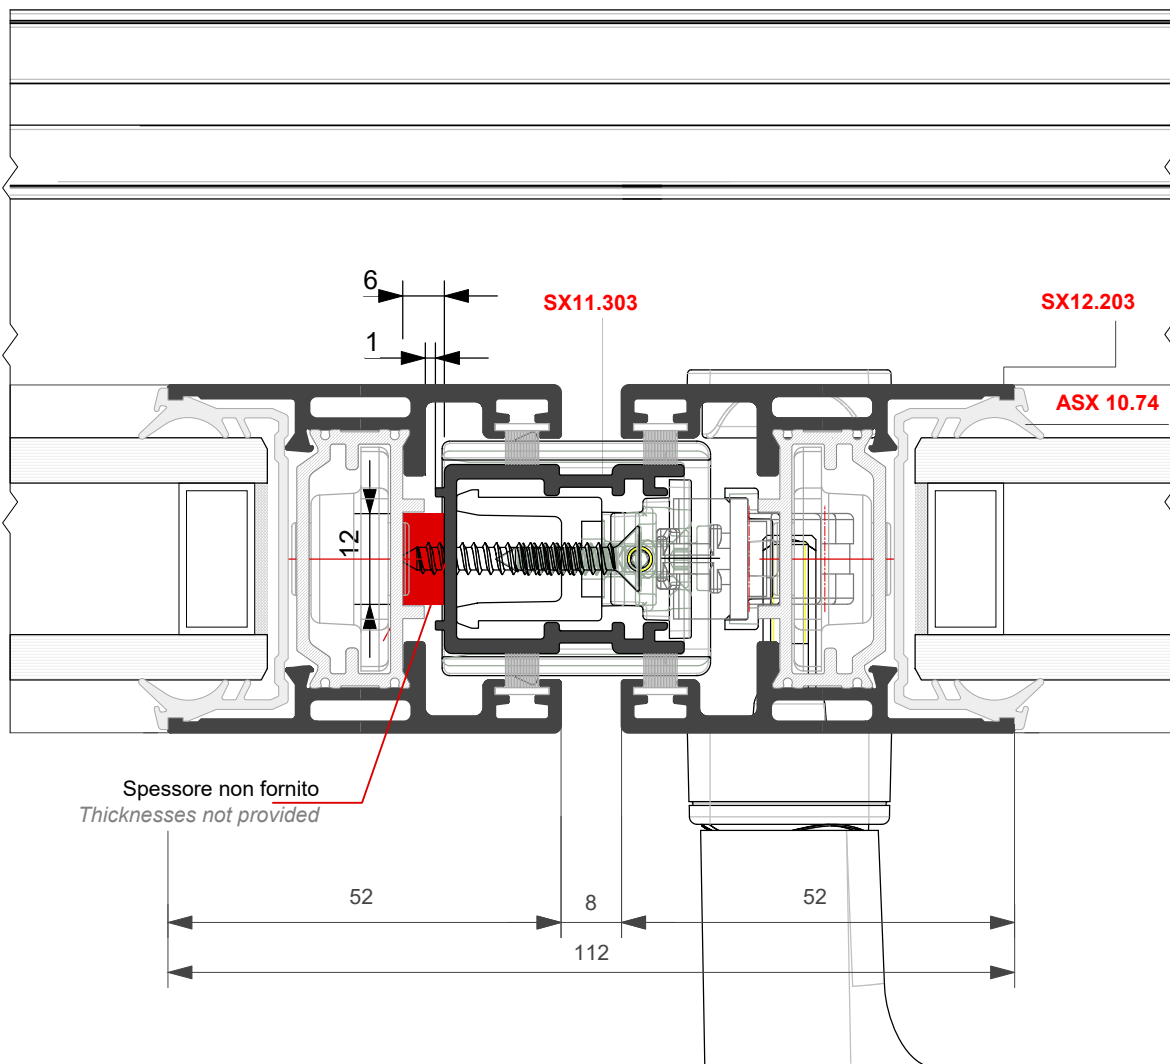 6
SX11.303
SX12.203
1
ASX 10.74
12
Spessore non fornito
Thicknesses not provided
52
8
52
112